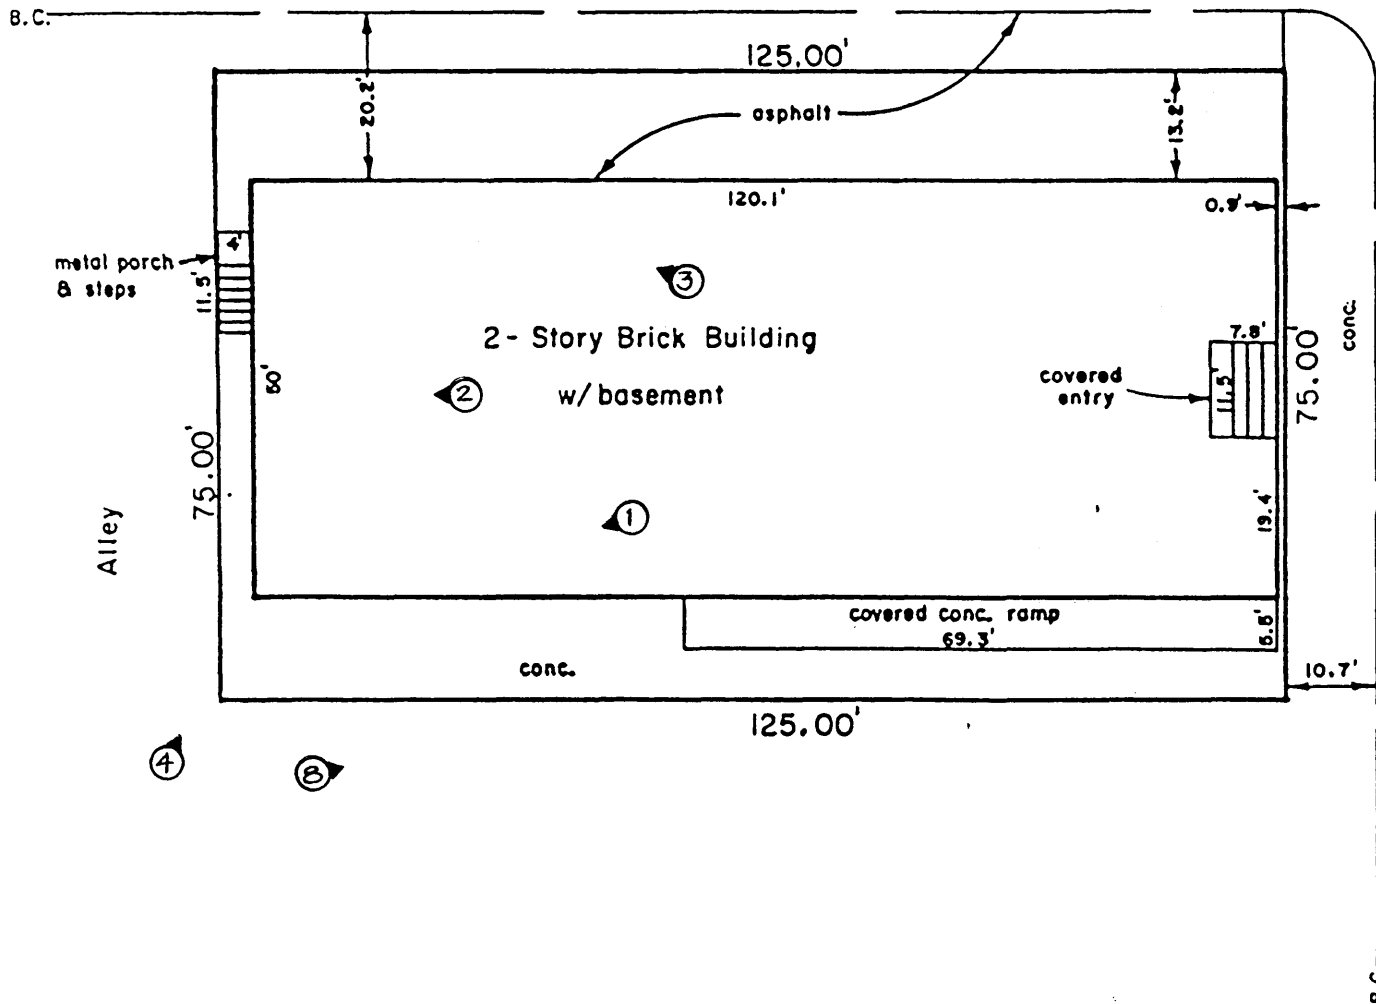 B.C.
125.00'
20.2'
asphalt
13.2'
120.1'
0.9'
4'
metal porch
& steps
11.5'
3
2 - Story Brick Building
w/ basement
7.8'
conc.
75.00'
covered
entry
11.5'
50'
2
75.00'
Alley
1
19.4'
covered conc. ramp
69.3'
5.5'
conc.
10.7'
125.00'
4
8